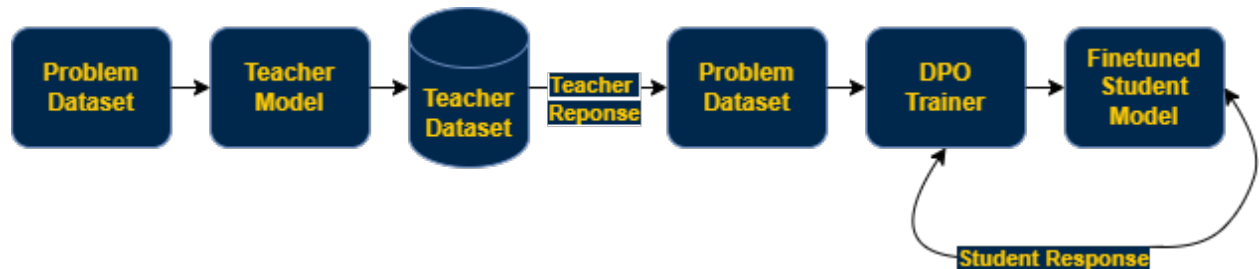 Problem
Dataset
Teacher
Model
Teacher
Dataset
Teacher
Reponse
Problem
Dataset
DPO
Trainer
Finetuned
Student
Model
Student Response